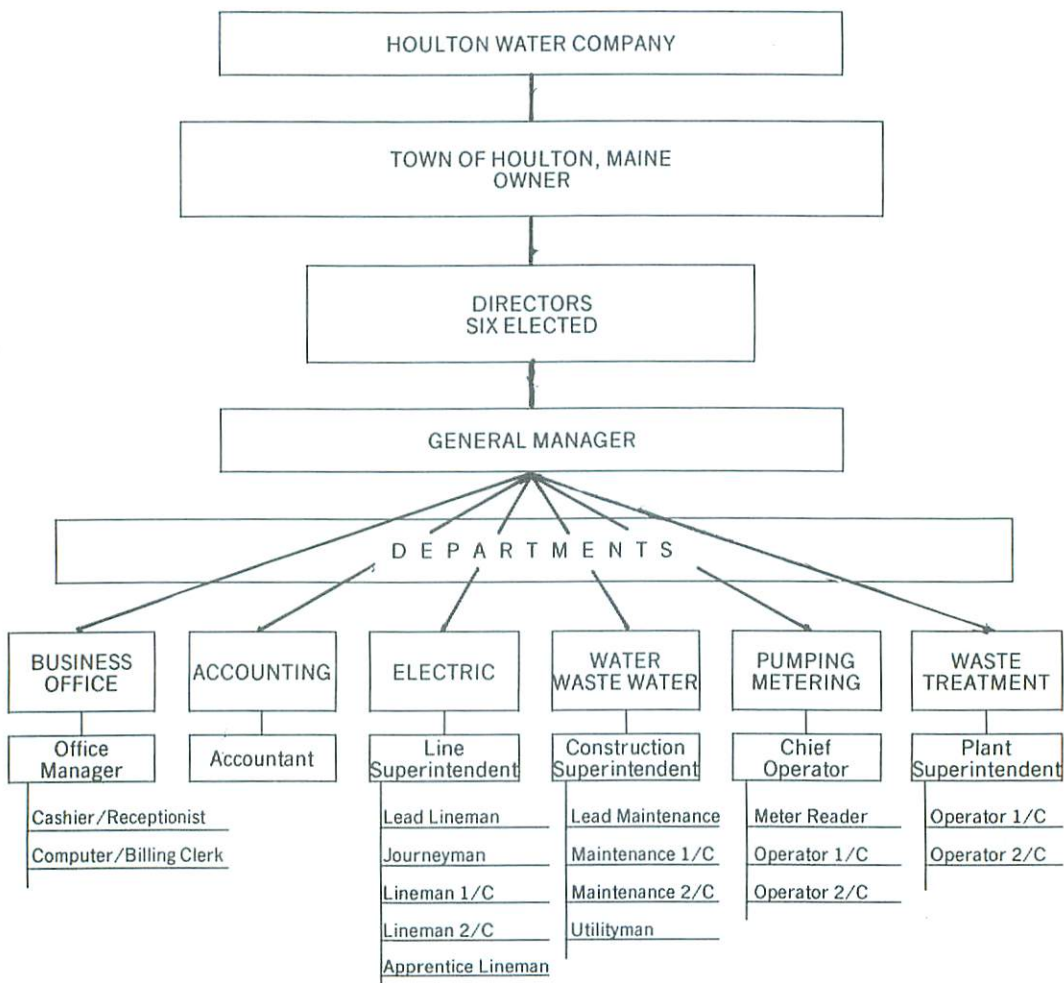 HOULTON WATER COMPANY
TOWN OF HOULTON, MAINE
OWNER
DIRECTORS
SIX ELECTED
GENERAL MANAGER
DEPARTMENTS
BUSINESS
OFFICE
ACCOUNTING
ELECTRIC
WATER
WASTE WATER
PUMPING
METERING
WASTE
TREATMENT
Office
Manager
Accountant
Line
Superintendent
Construction
Superintendent
Chief
Operator
Plant
Superintendent
Cashier/Receptionist
Computer/Billing Clerk
Lead Lineman
Journeyman
Lineman 1/C
Lineman 2/C
Apprentice Lineman
Lead Maintenance
Maintenance 1/C
Maintenance 2/C
Utilityman
Meter Reader
Operator 1/C
Operator 2/C
Operator 1/C
Operator 2/C